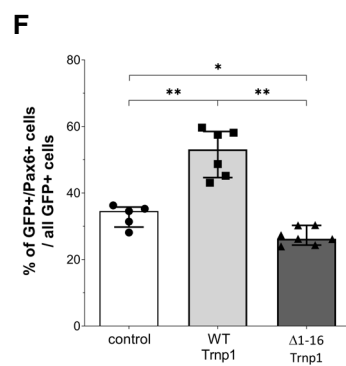 F
% of GFP+/Pax6+ cells
/ all GFP+ cells
80
60
40
20
0
*
** **
control
WT
Trnp1
Δ1-16
Trnp1